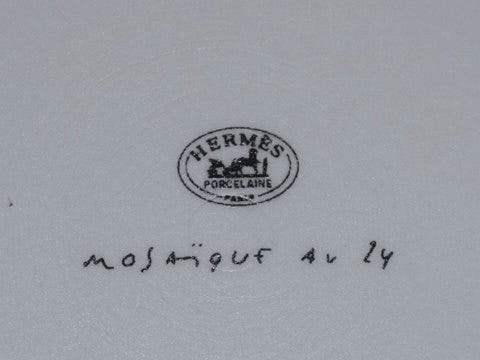 HERMÈS
PORCELAINE
PARIS
MOSAÏQUE AU 24